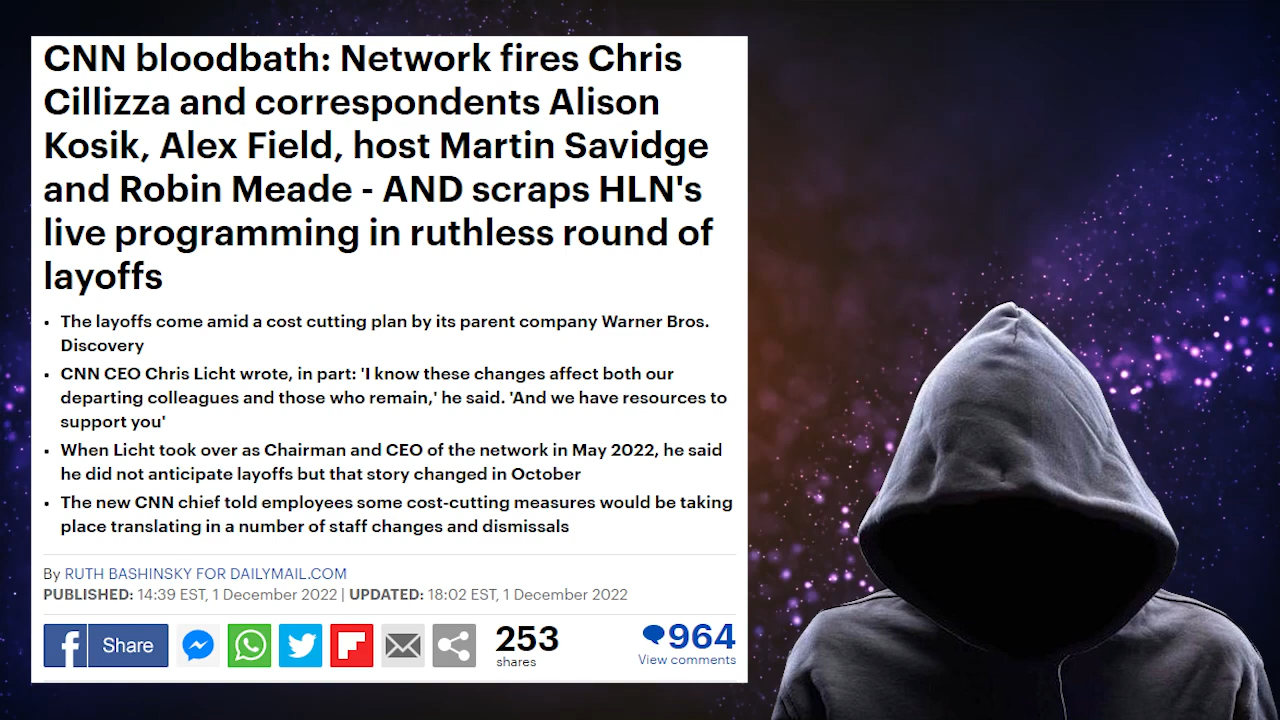 CNN bloodbath: Network fires Chris
Cillizza and correspondents Alison
Kosik, Alex Field, host Martin Savidge
and Robin Meade - AND scraps HLN's
live programming in ruthless round of
layoffs
• The layoffs come amid a cost cutting plan by its parent company Warner Bros.
Discovery
• CNN CEO Chris Licht wrote, in part: 'I know these changes affect both our
departing colleagues and those who remain,' he said. 'And we have resources to
support you'
• When Licht took over as Chairman and CEO of the network in May 2022, he said
he did not anticipate layoffs but that story changed in October
• The new CNN chief told employees some cost-cutting measures would be taking
place translating in a number of staff changes and dismissals
By RUTH BASHINSKY FOR DAILYMAIL.COM
PUBLISHED: 14:39 EST, 1 December 2022 | UPDATED: 18:02 EST, 1 December 2022
Share
253
shares
964
View comments